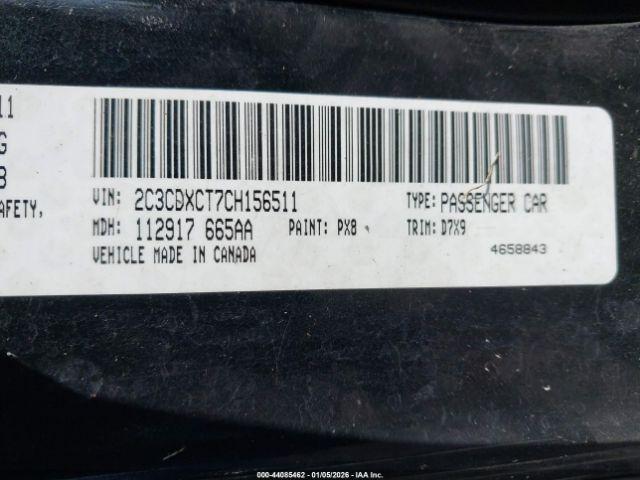 11
G
8
AFETY,
VIN: 2C3CDXCT7CH156511 TYPE: PASSENGER CAR
MDH: 112917 665AA PAINT: PX8 TRIM: D7X9
VEHICLE MADE IN CANADA 4658843
000-44085462 - 01/05/2026 - IAA Inc.